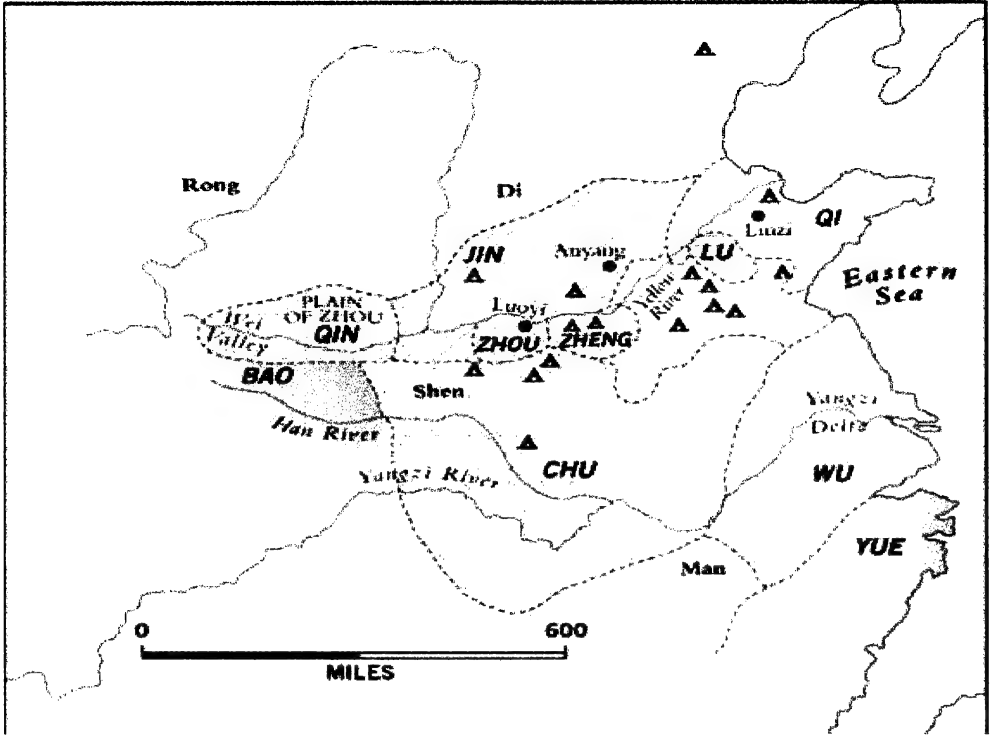 Rong
Di
QI
Linzi
LU
JIN
Anyang
Eastern
Sea
Yellow
River
PLAIN
OF ZHOU
Luoyi
Wei
Valley
QIN
ZHOU
ZHENG
BAO
Shen
Yangzi
Delta
Han River
CHU
Yangzi River
WU
YUE
Man
0
600
MILES